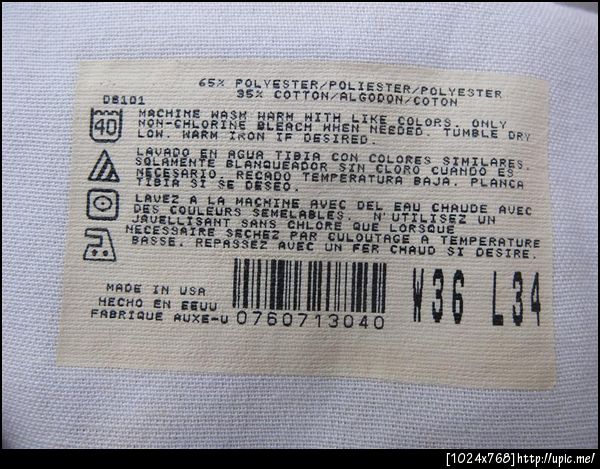 65% POLYESTER/POLIESTER/POLYESTER
35% COTTON/ALGODON/COTON
D8101
40
MACHINE WASH WARM WITH LIKE COLORS. ONLY
NON-CHLORINE BLEACH WHEN NEEDED. TUMBLE DRY
LOW. WARM IRON IF DESIRED.
LAVADO EN AGUA TIBIA CON COLORES SIMILARES.
SOLAMENTE BLANQUEADOR SIN CLORO CUANDO ES
NECESARIO. RECADO TEMPERATURA BAJA. PLANCA
TIBIA SI SE DESEO.
LAVEZ A LA MACHINE AVEC DEL EAU CHAUDE AVEC
DES COULEURS SEMELABLES. N'UTILISEZ UN
JAVELLISANT SANS CHLORE QUE LORSQUE
NECESSAIRE SECHEZ PAR CULOUTAGE A TEMPERATURE
BASSE. REPASSEZ AVEC UN FER CHAUD SI DESIRE.
MADE IN USA
HECHO EN EEUU
FABRIQUE AUXE-U
0760713040
W36 L34
[1024x768]http://upic.me/